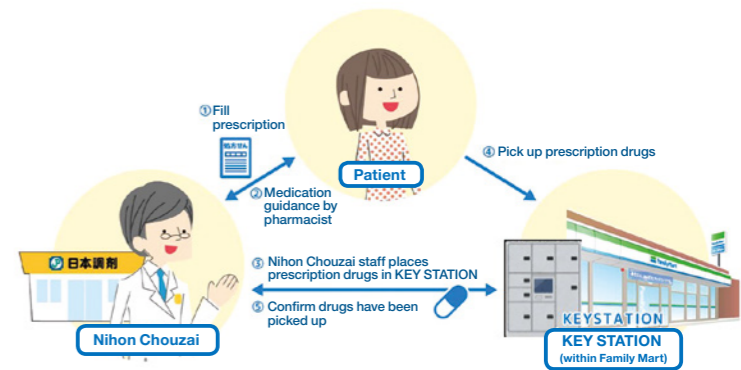 ①Fill
prescription
処方せん
Patient
④ Pick up prescription drugs
②Medication
guidance by
pharmacist
日本調剤
③ Nihon Chouzai staff places
prescription drugs in KEY STATION
⑤ Confirm drugs have been
picked up
Nihon Chouzai
FamilyMart
KEYSTATION
KEY STATION
(within Family Mart)